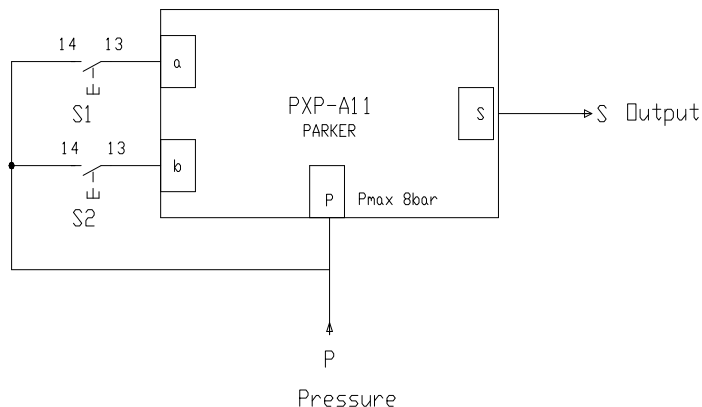 14 13
a
S1
PXP-A11
PARKER
S
S Output
14 13
b
S2
P
Pmax 8bar
P
Pressure